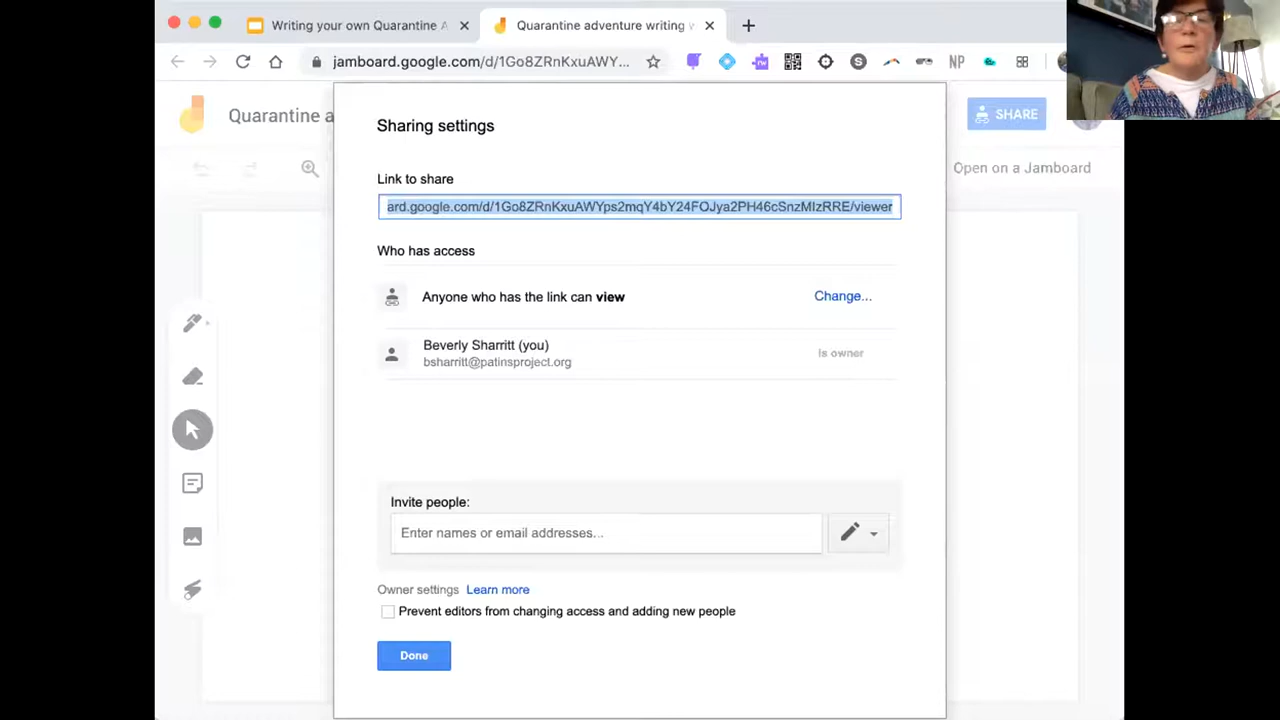 Writing your own Quarantine A
Quarantine adventure writing w
jamboard.google.com/d/1Go8ZRnKxuAWY...
NP
Quarantine a
SHARE
Open on a Jamboard
Sharing settings
Link to share
ard.google.com/d/1Go8ZRnKxuAWYps2mqY4bY24FOJya2PH46cSnzMIzRRE/viewer
Who has access
Anyone who has the link can view
Change...
Beverly Sharritt (you)
bsharritt@patinsproject.org
Is owner
Invite people:
Enter names or email addresses...
Owner settings Learn more
Prevent editors from changing access and adding new people
Done